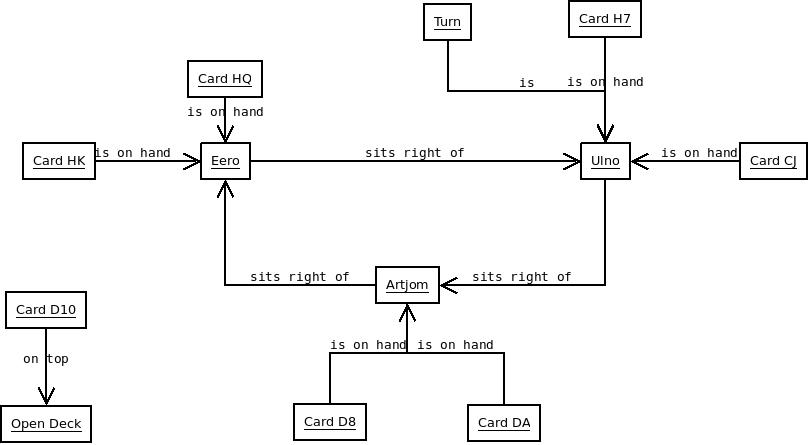 Turn
Card H7
is
is on hand
Card HQ
is on hand
Card HK
is on hand
Eero
sits right of
Ulno
is on hand
Card CJ
sits right of
Artjom
sits right of
Card D10
on top
is on hand
is on hand
Open Deck
Card D8
Card DA